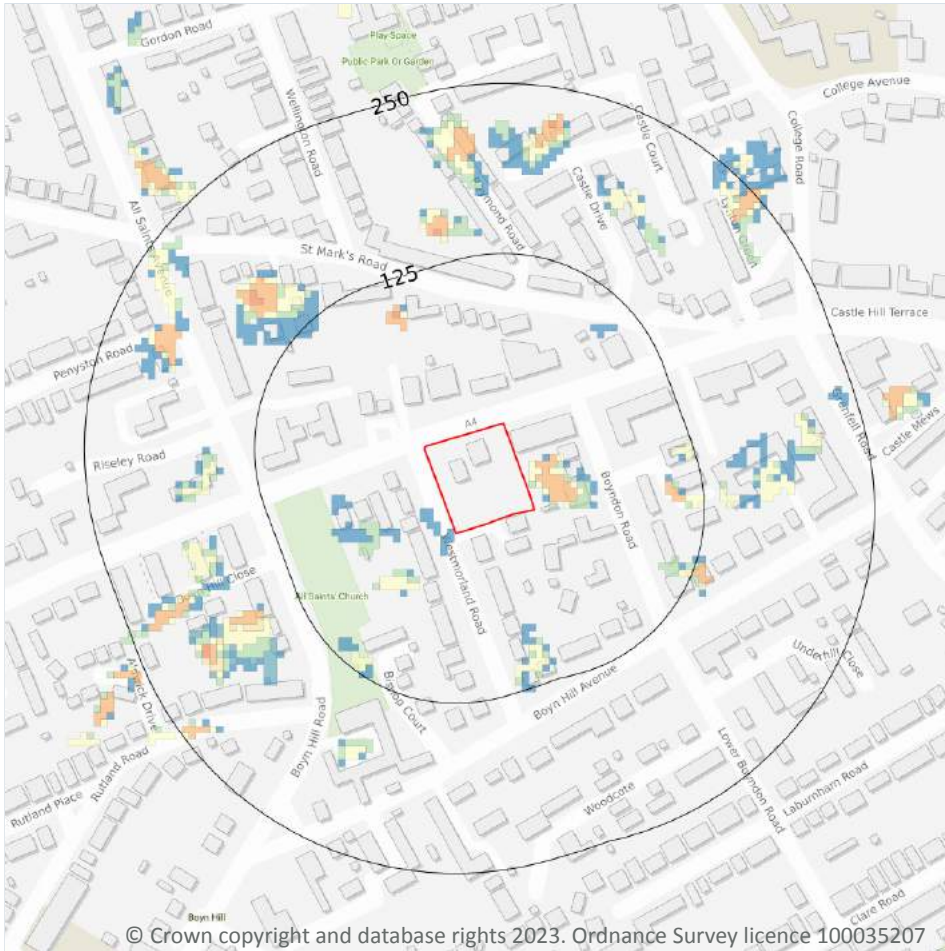 Gordon Road
Play Space
Public Park Or Garden
College Avenue
250
Wellington Road
Castle Court
College Road
Castle Drive
All Saints Avenue
St Mark's Road
125
Castle Hill Terrace
Penyston Road
A4
Grenfell Road
Castle Mews
Riseley Road
Boyndon Road
Westmorland Road
Close
All Saints' Church
Underhill Close
Boyn Hill Avenue
Court
Boyn Hill Road
Drive
Rutland Road
Rutland Place
Lower Boyndon Road
Woodcote
Laburnham Road
Clare Road
Boyn Hill
© Crown copyright and database rights 2023. Ordnance Survey licence 100035207